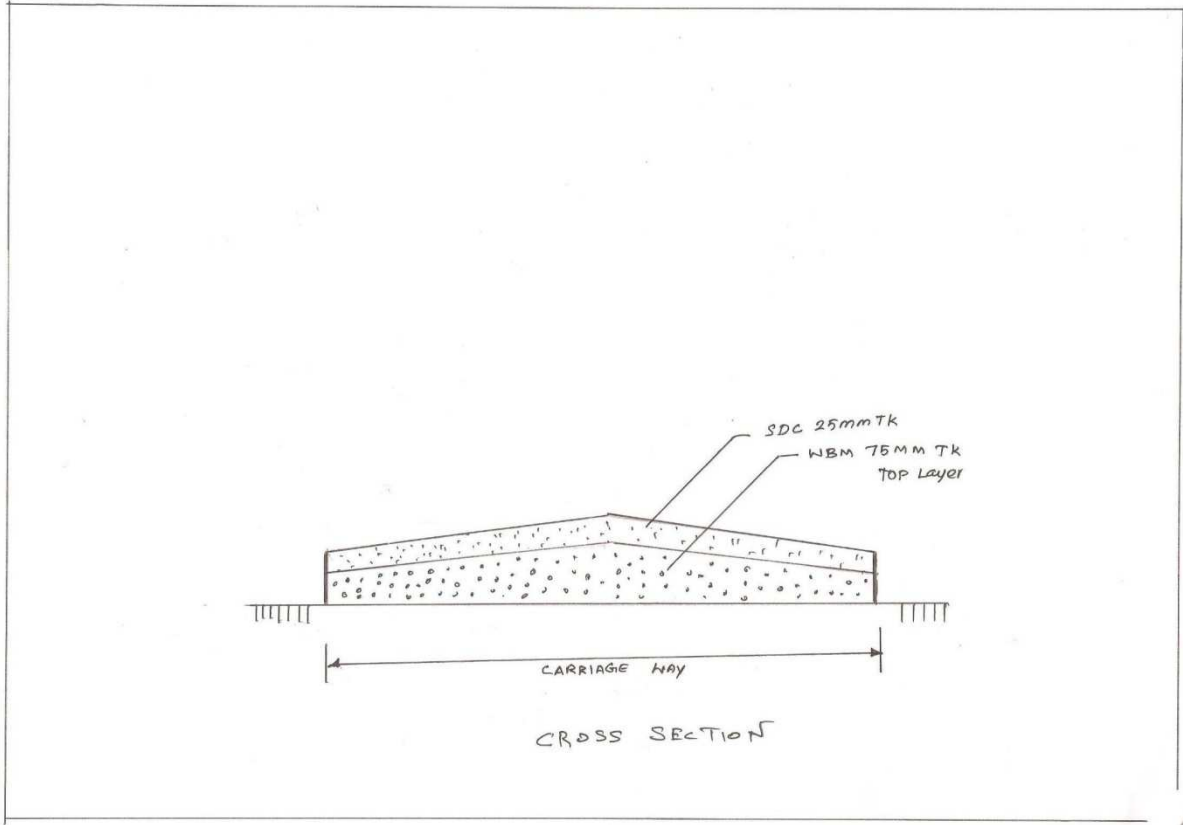 SDC 25mm TK
WBM 75MM TK
TOP Layer
CARRIAGE WAY
CROSS SECTION